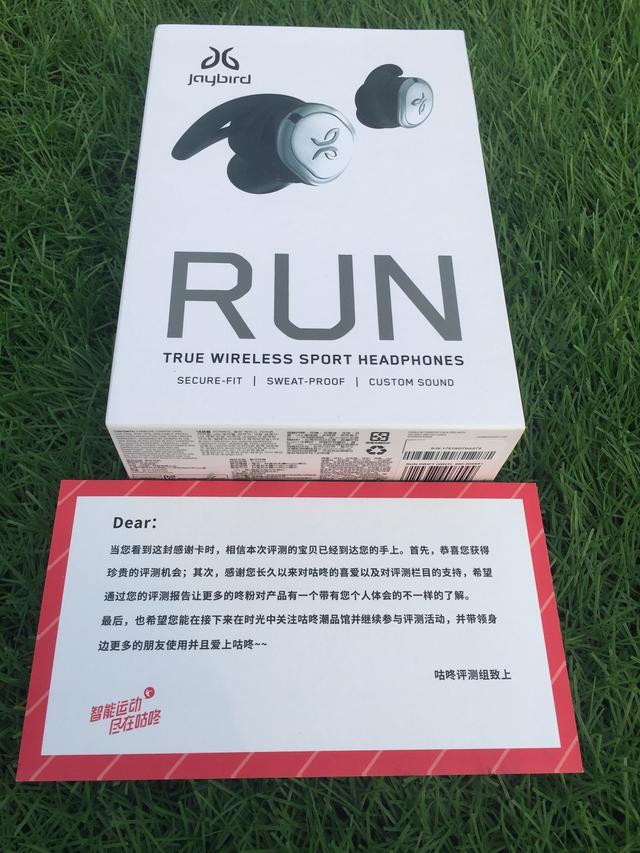 jaybird
RUN
TRUE WIRELESS SPORT HEADPHONES
SECURE-FIT | SWEAT-PROOF | CUSTOM SOUND
Dear:
当您看到这封感谢卡时，相信本次评测的宝贝已经到达您的手上。首先，恭喜您获得
珍贵的评测机会；其次，感谢您长久以来对咕咚的喜爱以及对评测栏目的支持，希望
通过您的评测报告让更多的咚粉对产品有一个带有您个人体会的不一样的了解。
最后，也希望您能在接下来在时光中关注咕咚潮品馆并继续参与评测活动，并带领身
边更多的朋友使用并且爱上咕咚~~
咕咚评测组致上
智能运动
尽在咕咚